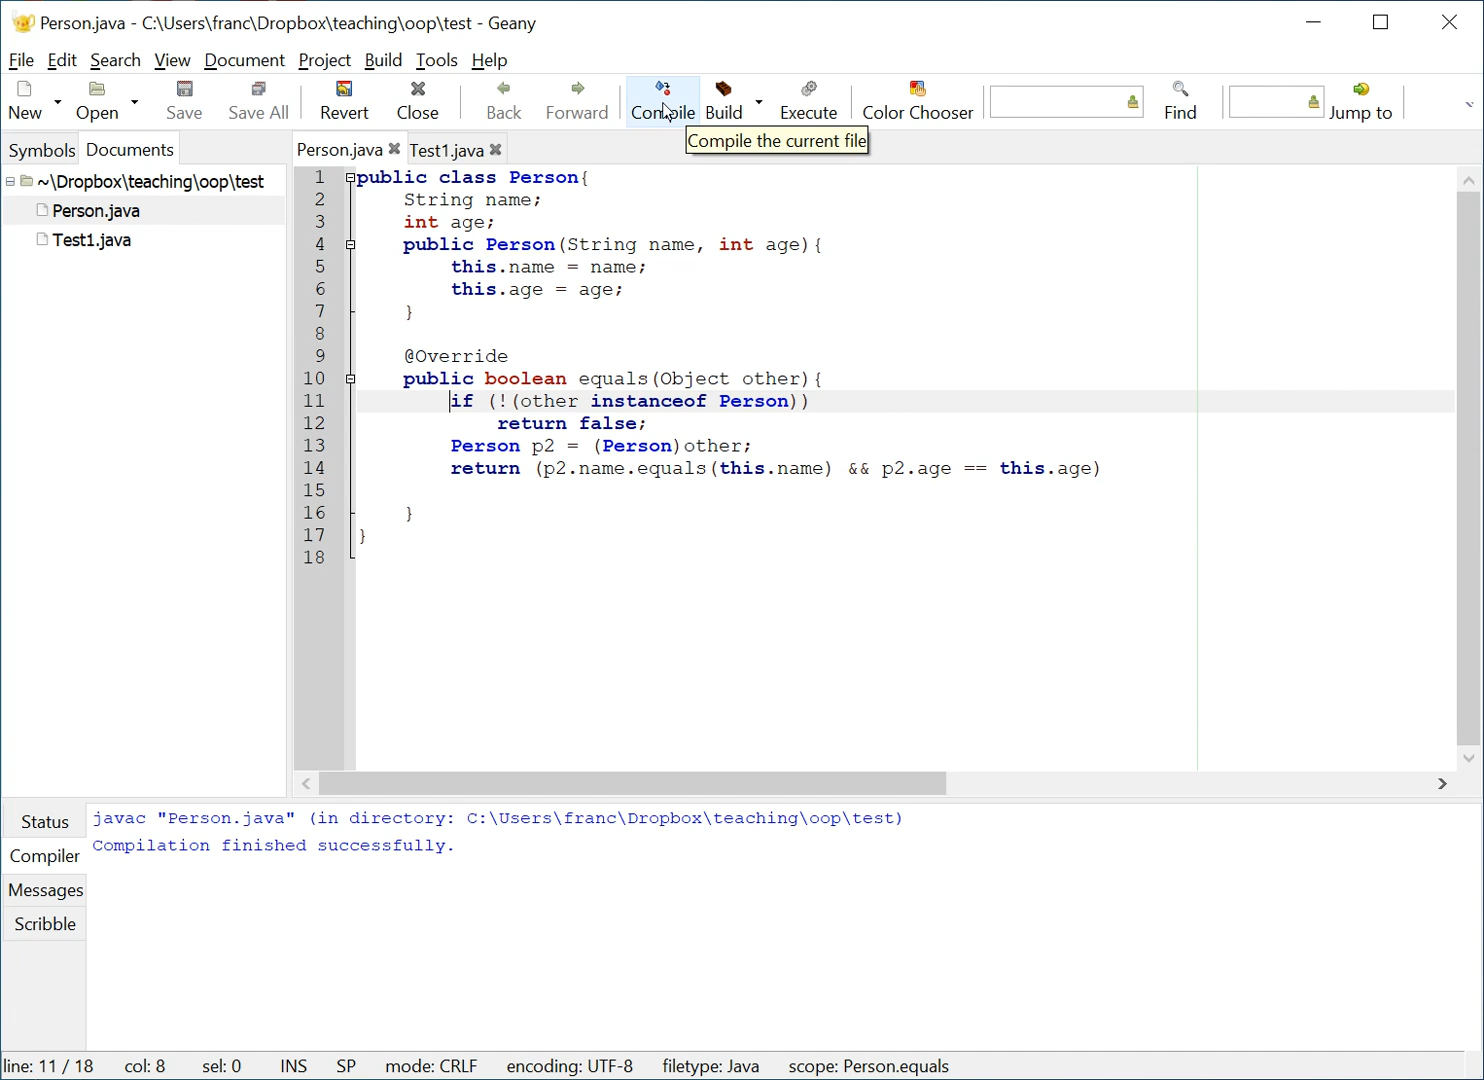 Person.java - C:\Users\franc\Dropbox\teaching\oop\test - Geany
File Edit Search View Document Project Build Tools Help
New Open Save Save All Revert Close Back Forward Compile Build Execute Color Chooser Find Jump to
Compile the current file
Symbols Documents
Person.java Test1.java
~\Dropbox\teaching\oop\test
Person.java
Test1.java
1 public class Person{
2 String name;
3 int age;
4 public Person(String name, int age){
5 this.name = name;
6 this.age = age;
7 }
8
9 @Override
10 public boolean equals(Object other){
11 if (!(other instanceof Person))
12 return false;
13 Person p2 = (Person)other;
14 return (p2.name.equals(this.name) && p2.age == this.age)
15
16 }
17 }
18
Status
Compiler
Messages
Scribble
javac "Person.java" (in directory: C:\Users\franc\Dropbox\teaching\oop\test)
Compilation finished successfully.
line: 11 / 18 col: 8 sel: 0 INS SP mode: CRLF encoding: UTF-8 filetype: Java scope: Person.equals